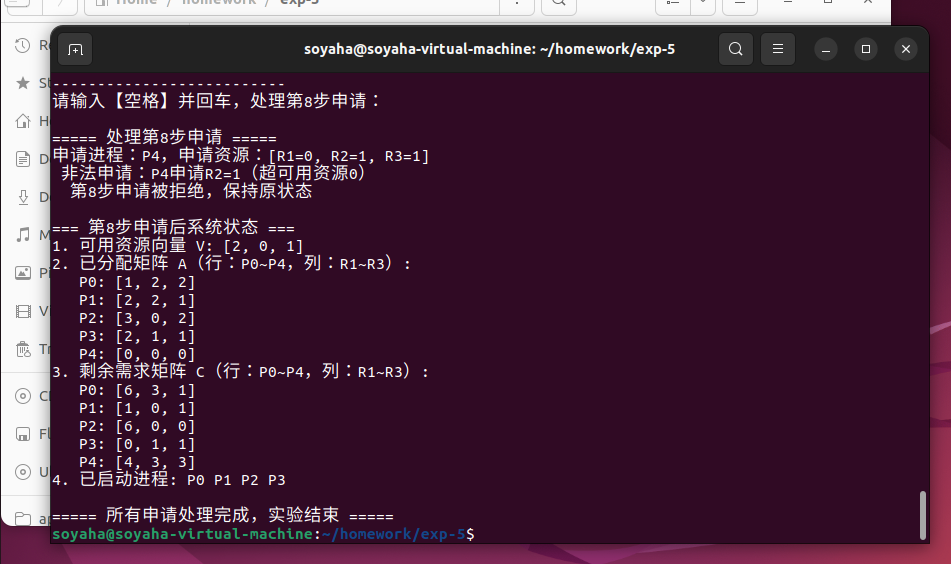 Home / homework / exp-5
soyaha@soyaha-virtual-machine: ~/homework/exp-5
--------------------------
请输入【空格】并回车，处理第8步申请：
===== 处理第8步申请 =====
申请进程：P4，申请资源：[R1=0, R2=1, R3=1]
非法申请：P4申请R2=1（超可用资源0）
第8步申请被拒绝，保持原状态
=== 第8步申请后系统状态 ===
1. 可用资源向量 V: [2, 0, 1]
2. 已分配矩阵 A（行：P0~P4，列：R1~R3）:
P0: [1, 2, 2]
P1: [2, 2, 1]
P2: [3, 0, 2]
P3: [2, 1, 1]
P4: [0, 0, 0]
3. 剩余需求矩阵 C（行：P0~P4，列：R1~R3）:
P0: [6, 3, 1]
P1: [1, 0, 1]
P2: [6, 0, 0]
P3: [0, 1, 1]
P4: [4, 3, 3]
4. 已启动进程: P0 P1 P2 P3
===== 所有申请处理完成，实验结束 =====
soyaha@soyaha-virtual-machine:~/homework/exp-5$